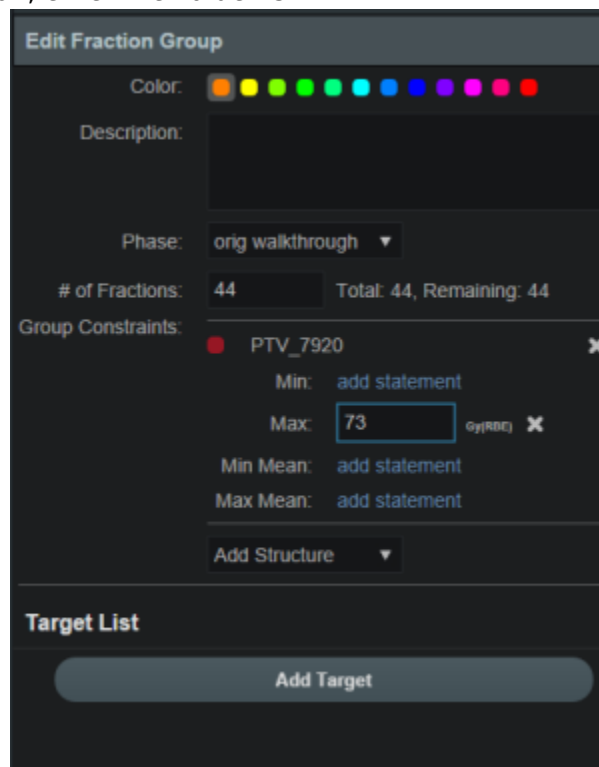 Edit Fraction Group
Color:
Description:
Phase: orig walkthrough
# of Fractions: 44 Total: 44, Remaining: 44
Group Constraints:
PTV_7920
Min: add statement
Max: 73 Gy(RBE)
Min Mean: add statement
Max Mean: add statement
Add Structure
Target List
Add Target